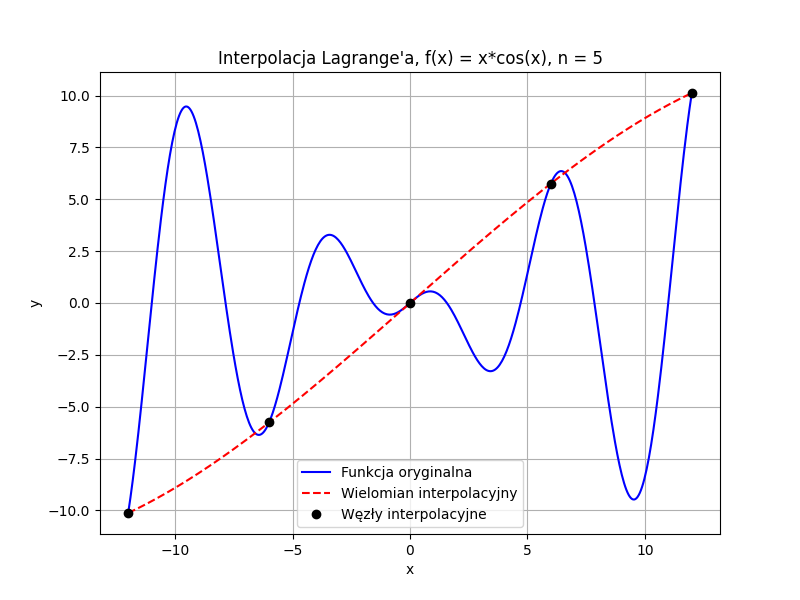 Interpolacja Lagrange'a, f(x) = x*cos(x), n = 5
10.0
7.5
5.0
2.5
0.0
−2.5
−5.0
−7.5
−10.0
y
Funkcja oryginalna
Wielomian interpolacyjny
Węzły interpolacyjne
−10 −5 0 5 10
x